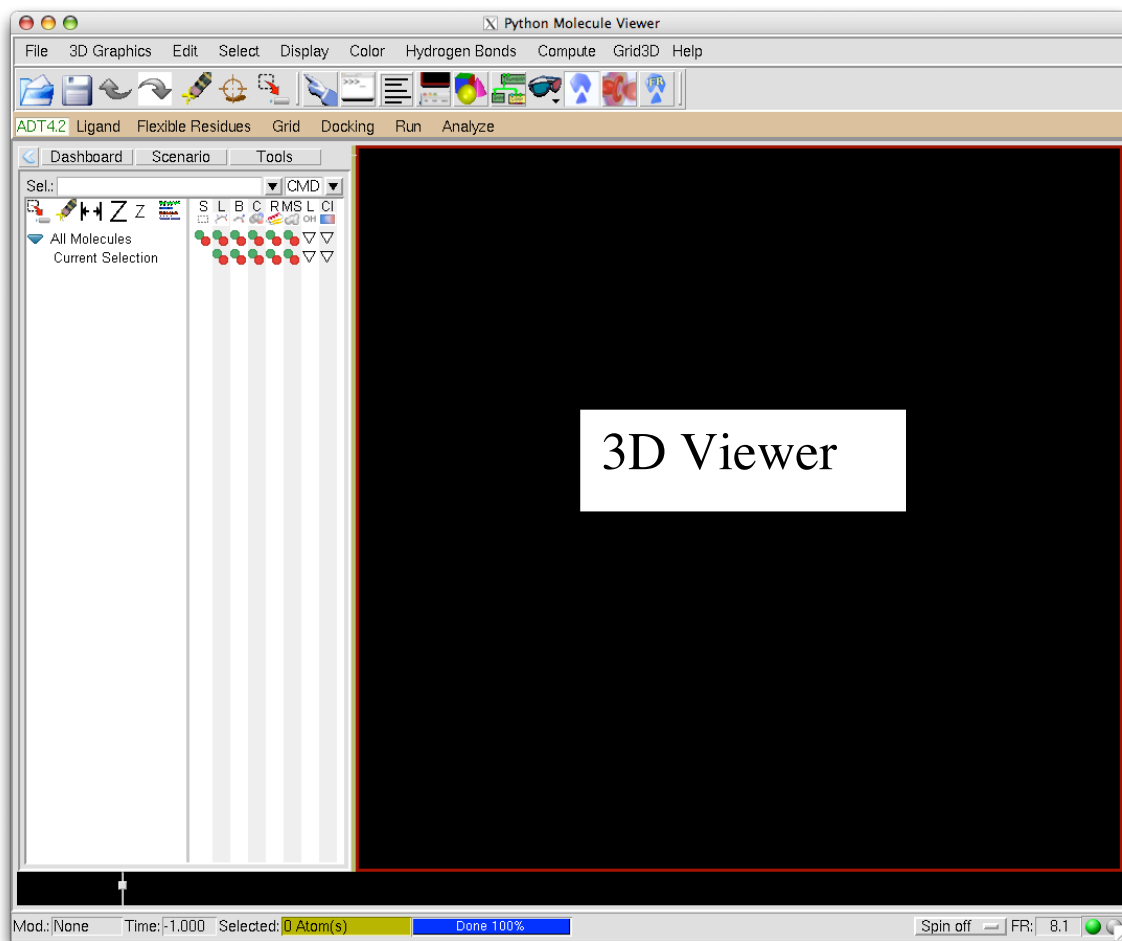 Python Molecule Viewer
File 3D Graphics Edit Select Display Color Hydrogen Bonds Compute Grid3D Help
>>>_
FR
ADT4.2 Ligand Flexible Residues Grid Docking Run Analyze
Dashboard Scenario Tools
Sel.: CMD
Z Z S L B C R MS L Cl
OH
All Molecules
Current Selection
3D Viewer
Mod.: None Time: -1.000 Selected: 0 Atom(s) Done 100% Spin off FR: 8.1